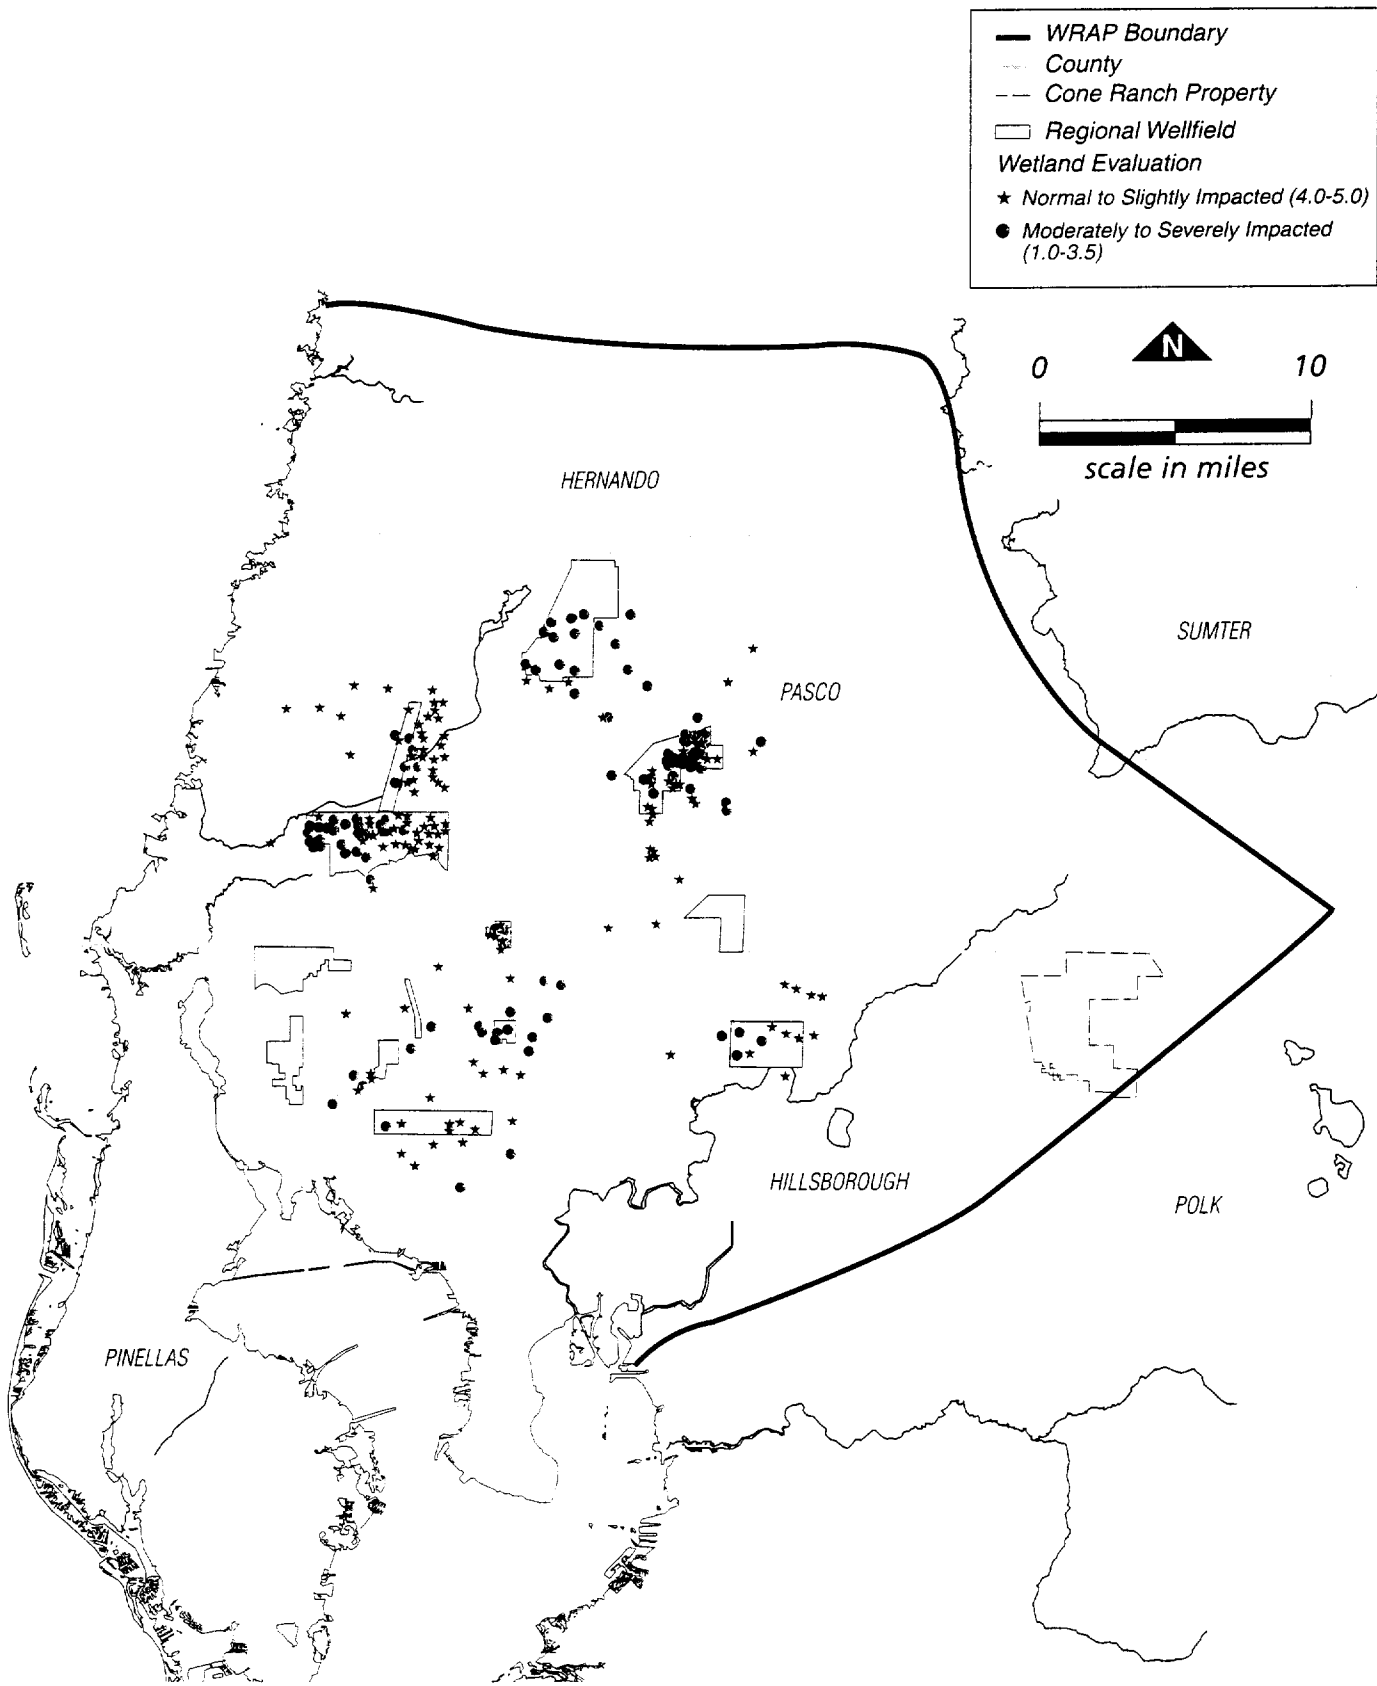 WRAP Boundary
County
Cone Ranch Property
Regional Wellfield
Wetland Evaluation
Normal to Slightly Impacted (4.0-5.0)
Moderately to Severely Impacted
(1.0-3.5)
N
0 10
scale in miles
HERNANDO
SUMTER
PASCO
HILLSBOROUGH
POLK
PINELLAS